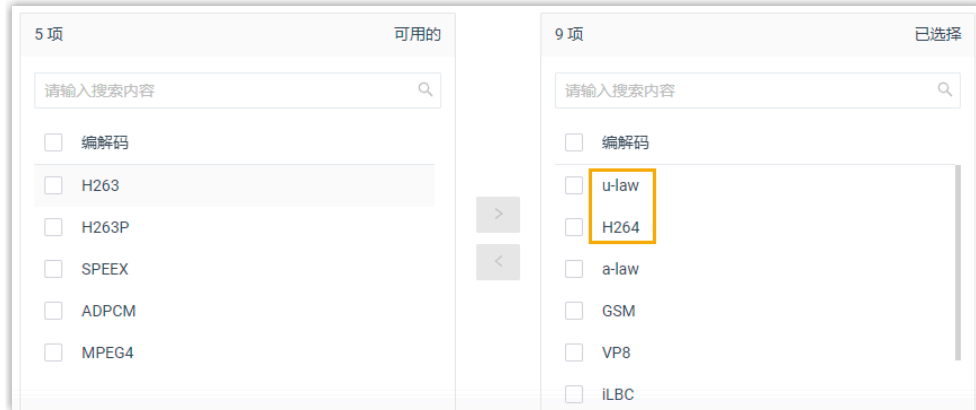 5 项 可用的
请输入搜索内容
编解码
H263
H263P
SPEEX
ADPCM
MPEG4
>
<
9 项 已选择
请输入搜索内容
编解码
u-law
H264
a-law
GSM
VP8
iLBC